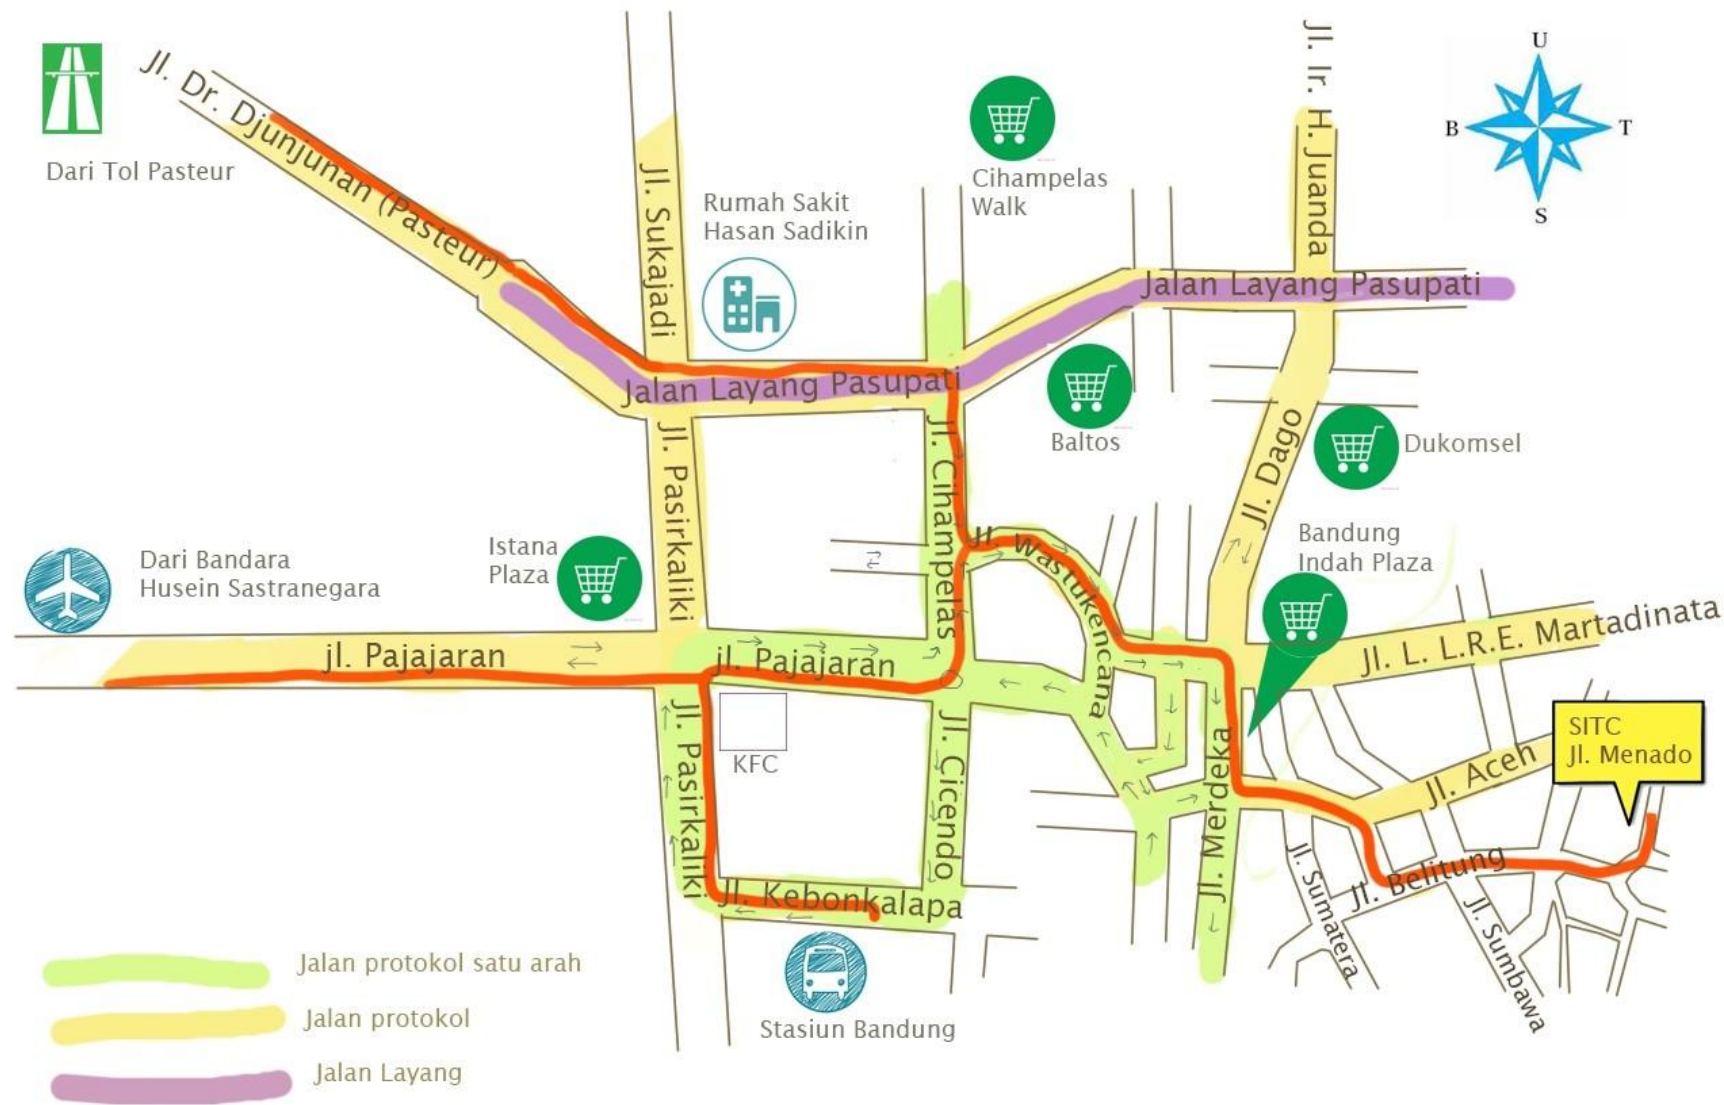 Dari Tol Pasteur
Jl. Dr. Djunjunan (Pasteur)
Jl. Sukajadi
Rumah Sakit
Hasan Sadikin
Cihampelas
Walk
Jl. Ir. H. Juanda
U
B
T
S
Jalan Layang Pasupati
Jalan Layang Pasupati
Baltos
Jl. Dago
Dukomsel
Jl. Pasirkaliki
Jl. Cihampelas
Jl. Wastukencana
Bandung
Indah Plaza
Dari Bandara
Husein Sastranegara
Istana
Plaza
jl. Pajajaran
jl. Pajajaran
Jl. L. L.R.E. Martadinata
SITC
Jl. Menado
Jl. Aceh
Jl. Pasirkaliki
KFC
Jl. Cicendo
Jl. Merdeka
Jl. Sumatera
Jl. Belitung
Jl. Sumbawa
Jl. Kebonkalapa
Stasiun Bandung
Jalan protokol satu arah
Jalan protokol
Jalan Layang